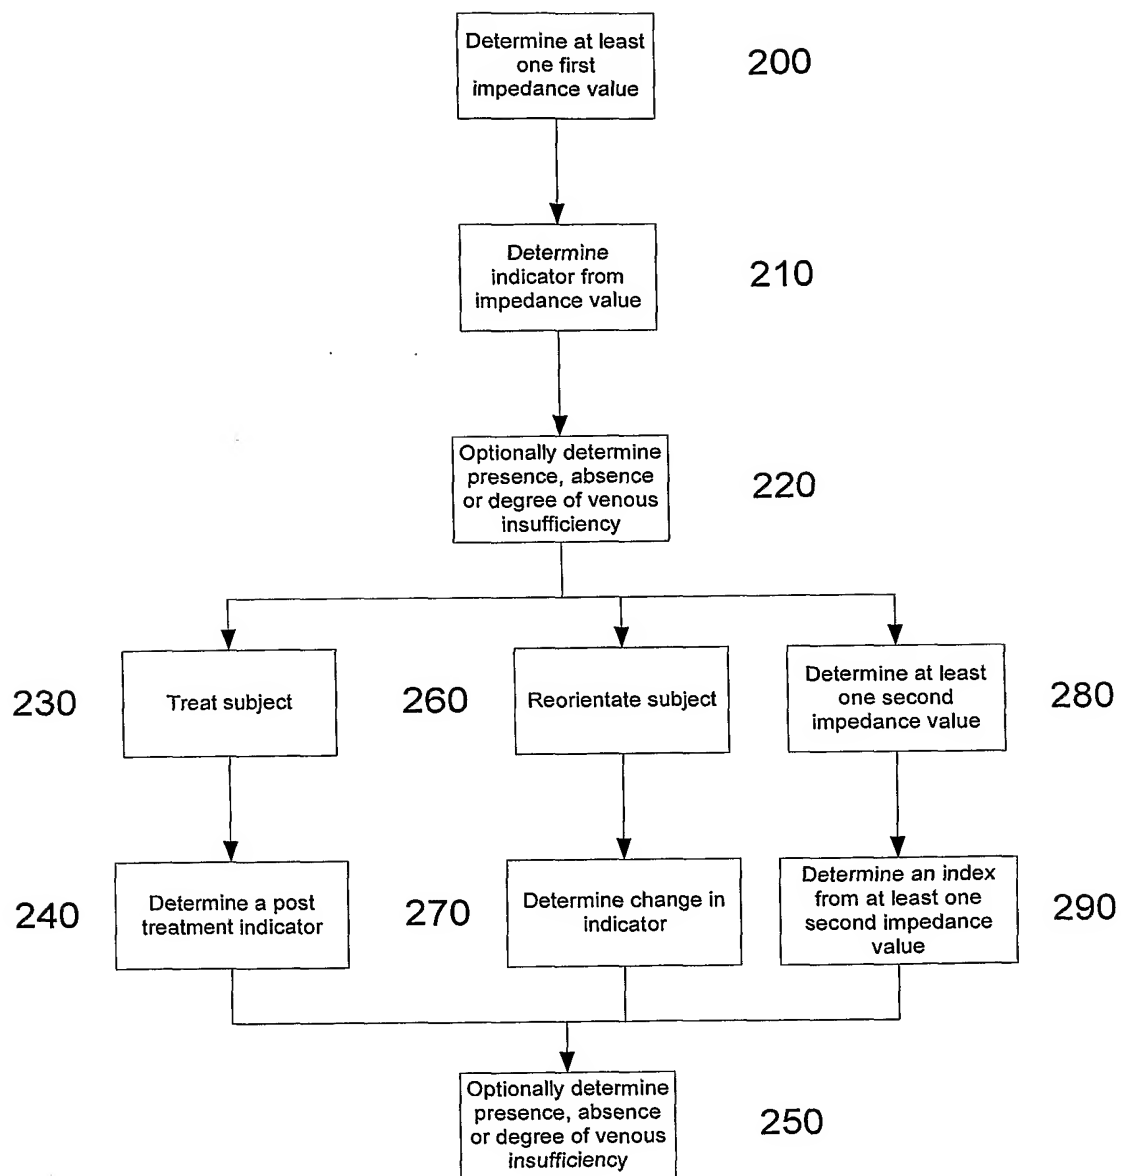 Determine at least
one first
impedance value
200
Determine
indicator from
impedance value
210
Optionally determine
presence, absence
or degree of venous
insufficiency
220
230
Treat subject
260
Reorientate subject
Determine at least
one second
impedance value
280
240
Determine a post
treatment indicator
270
Determine change in
indicator
Determine an index
from at least one
second impedance
value
290
Optionally determine
presence, absence
or degree of venous
insufficiency
250